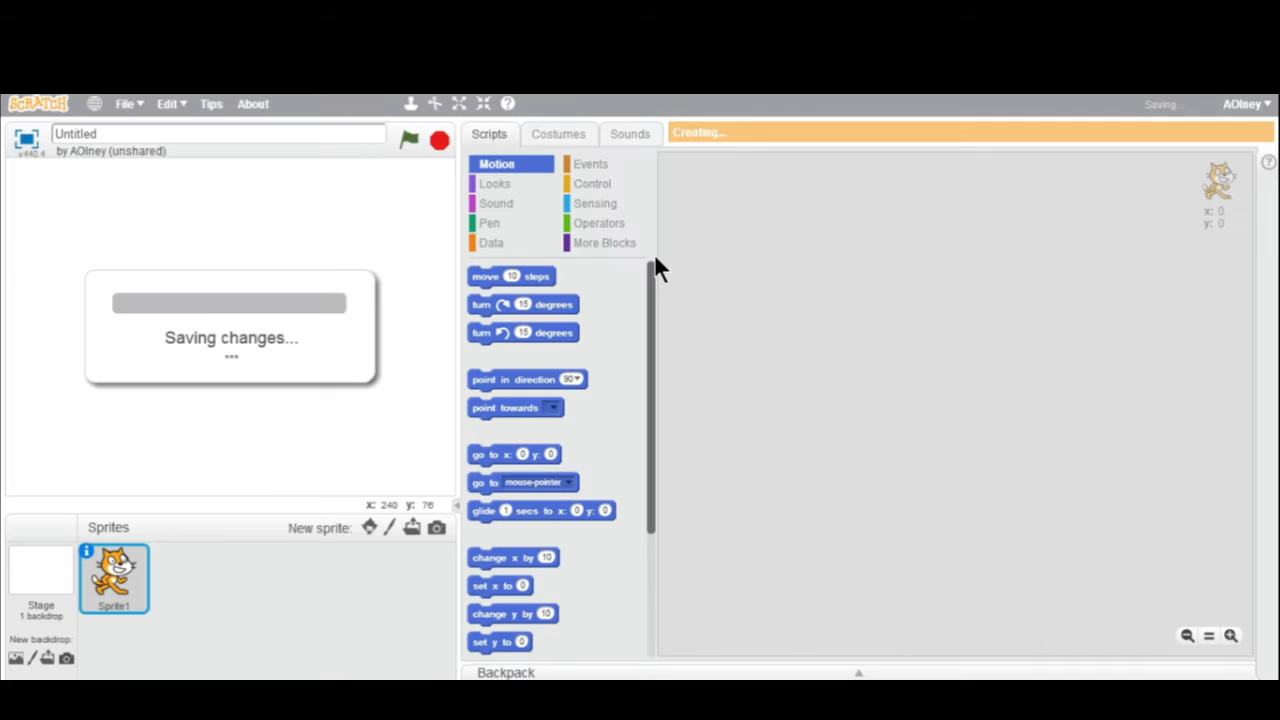 SCRATCH File Edit Tips About Saving... AOlney
Untitled
by AOlney (unshared)
v440.4
Scripts Costumes Sounds
Creating...
Motion Events
Looks Control
Sound Sensing
Pen Operators
Data More Blocks
x: 0
y: 0
move 10 steps
turn 15 degrees
turn 15 degrees
point in direction 90
point towards
go to x: 0 y: 0
go to mouse-pointer
glide 1 secs to x: 0 y: 0
change x by 10
set x to 0
change y by 10
set y to 0
Saving changes...
x: 240 y: 76
Sprites New sprite:
Sprite1
Stage
1 backdrop
New backdrop:
Backpack